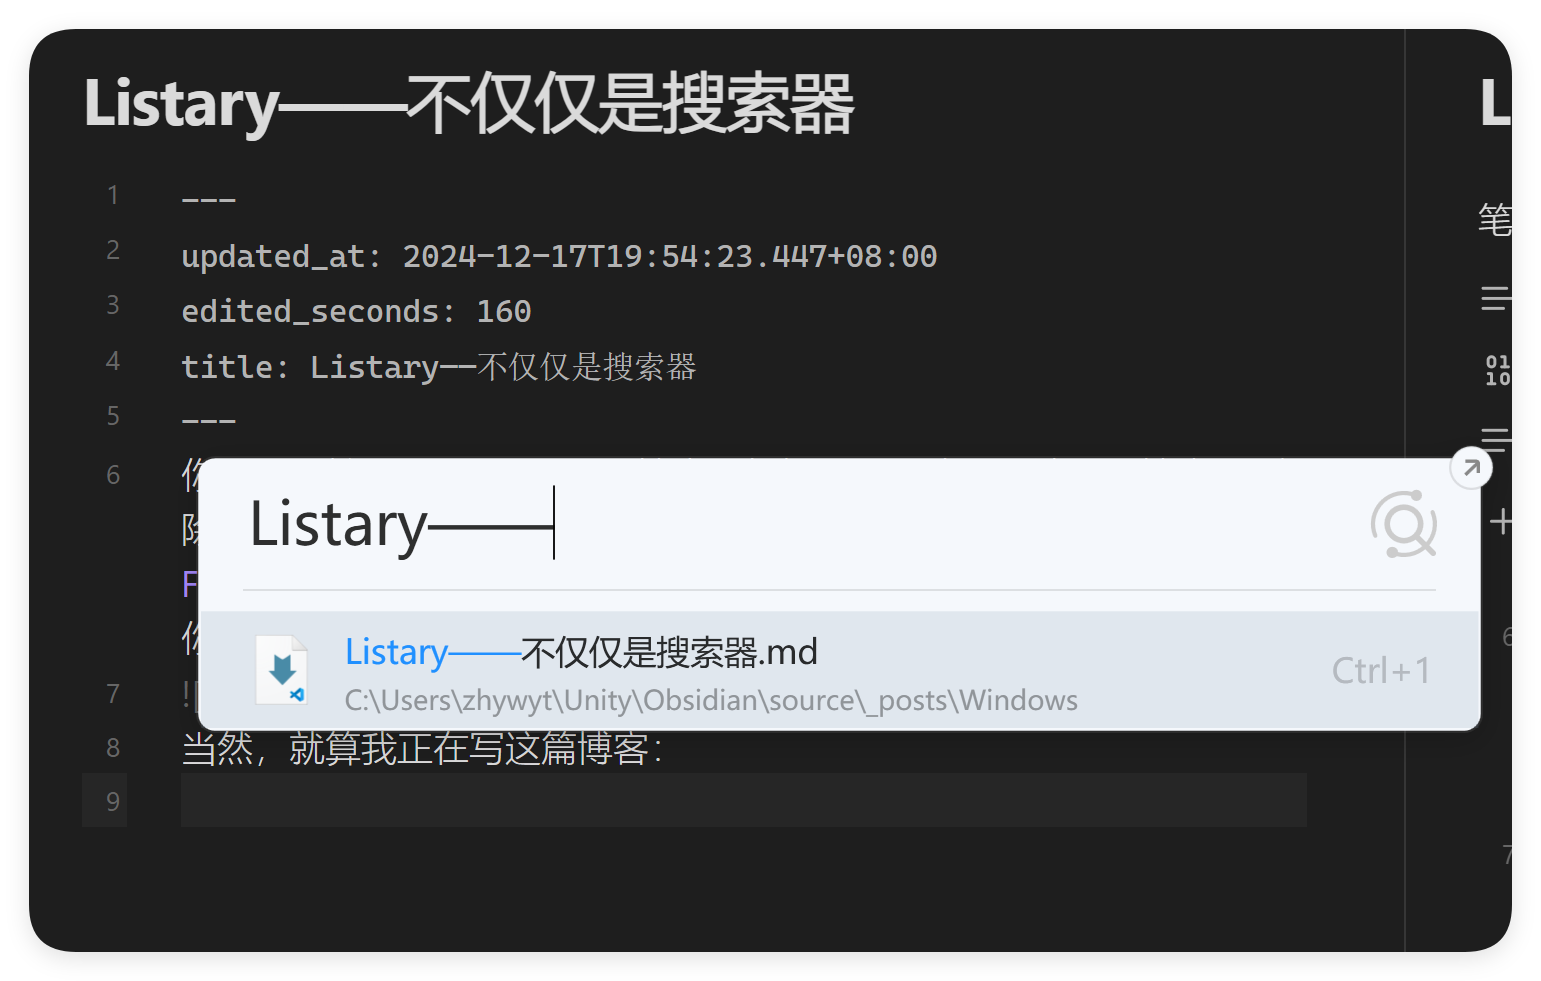 Listary——不仅仅是搜索器
1 ---
2 updated_at: 2024-12-17T19:54:23.447+08:00
3 edited_seconds: 160
4 title: Listary——不仅仅是搜索器
5 ---
6
Listary——
Listary——不仅仅是搜索器.md
Ctrl+1
C:\Users\zhywyt\Unity\Obsidian\source\_posts\Windows
7 !
8 当然，就算我正在写这篇博客：
9
L
笔
01
10
6
7